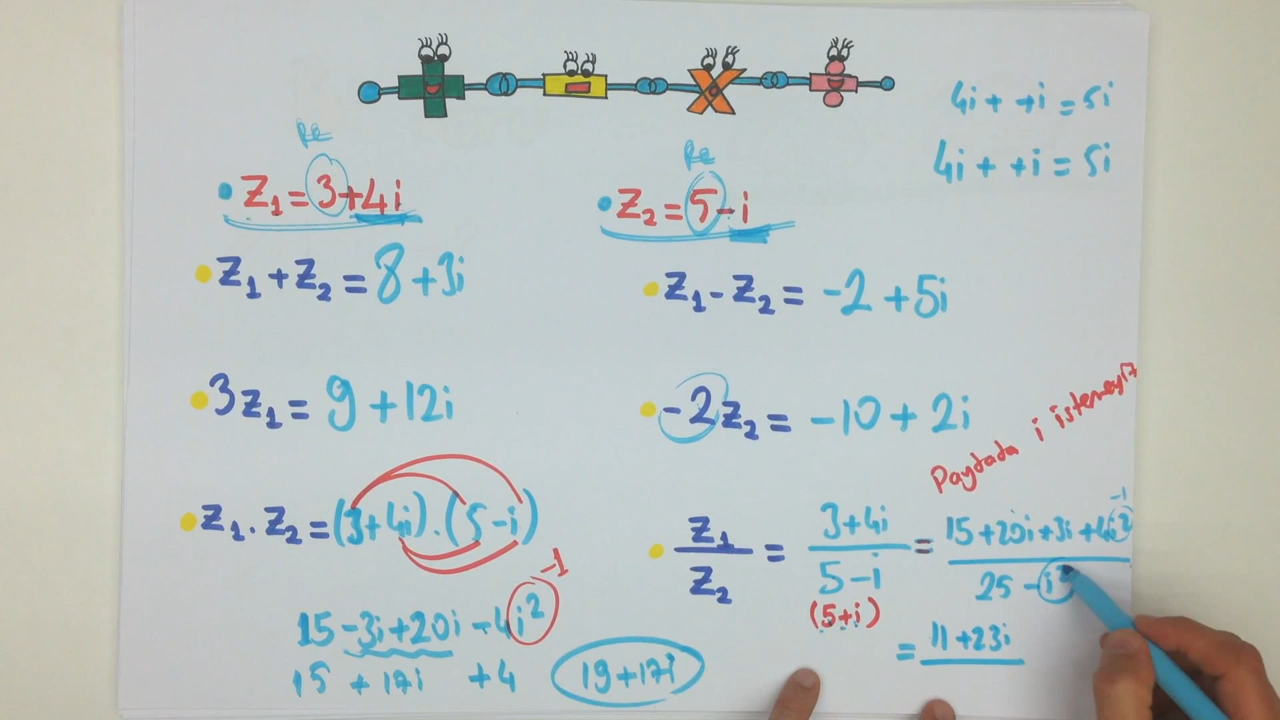 4i + +i = 5i
4i + +i = 5i
Re
Re
• Z₁ = 3+4i
• Z₂ = 5-i
• Z₁ + Z₂ = 8 + 3i
• Z₁ - Z₂ = -2 + 5i
• 3Z₁ = 9 + 12i
• -2Z₂ = -10 + 2i
Paydada i istemeyiz
• Z₁ . Z₂ = (3+4i) . (5-i)
15 - 3i + 20i - 4i² -1
15 + 17i + 4
19+17i
• Z₁/Z₂ = 3+4i/5-i = 15+20i+3i+4i²/25-i²
-1
(5+i)
= 11+23i